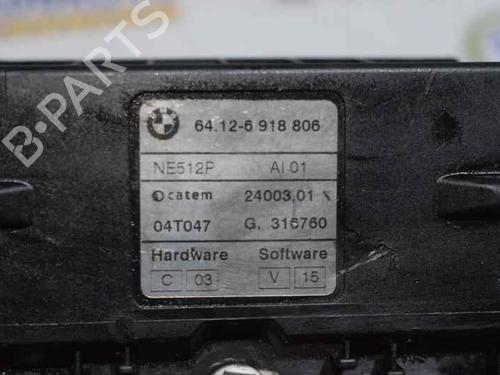 64.12-6 918 806
NE512P AI 01
catem 24003,01
04T047 G. 316760
Hardware Software
C 03 V 15
B-PARTS